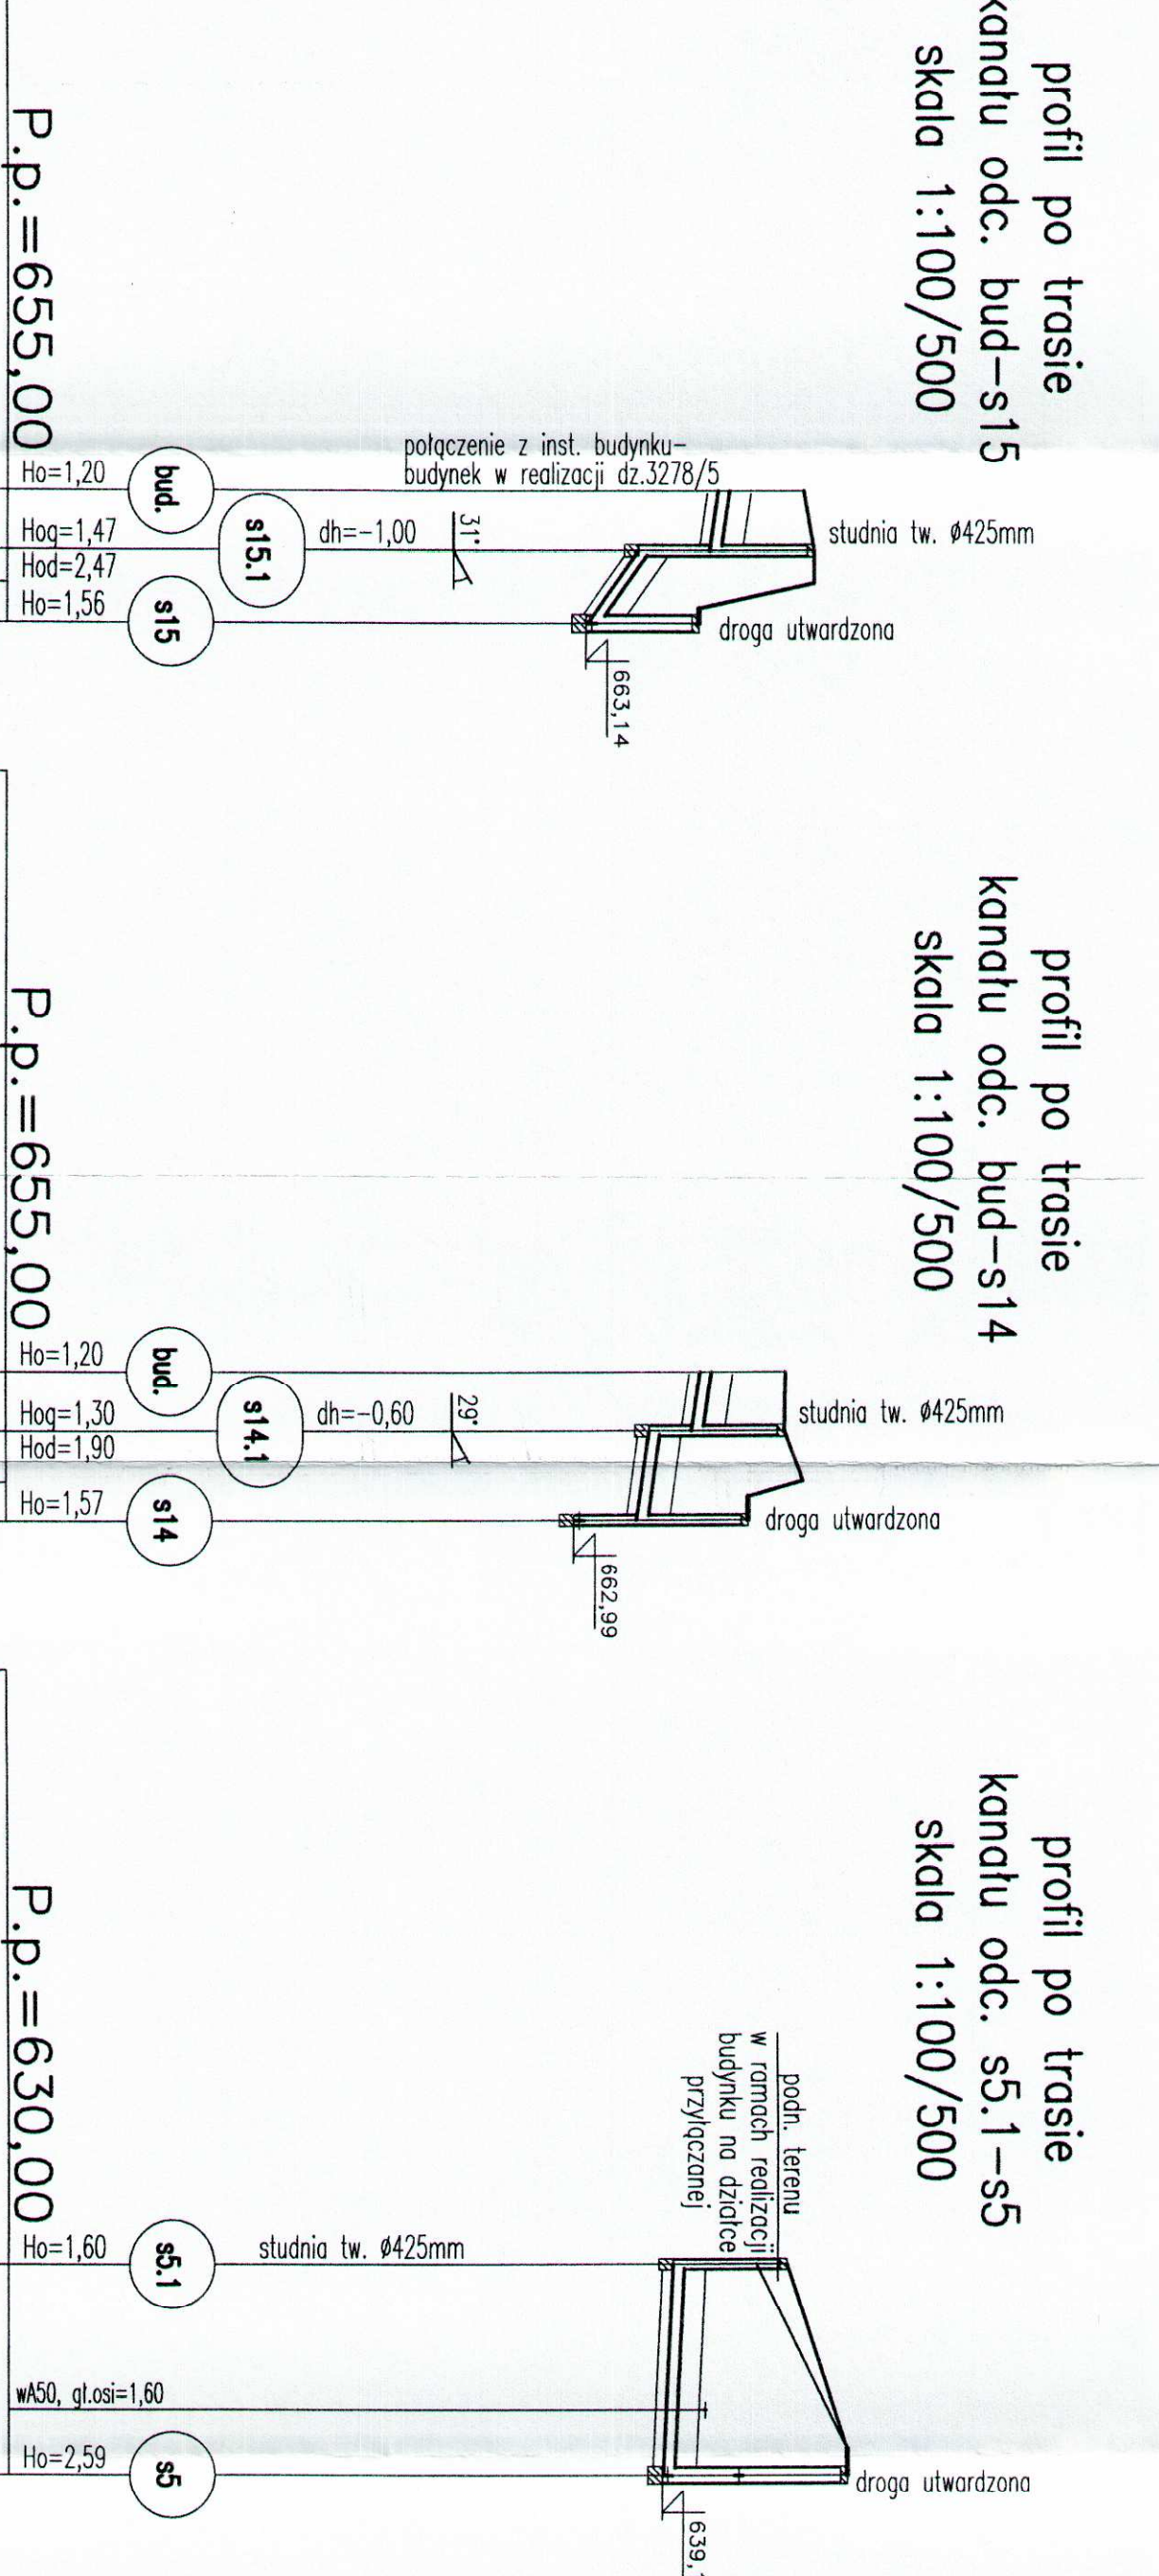 profil po trasie
kanału odc. bud-s15
skala 1:100/500
połączenie z inst. budynku-
budynek w realizacji dz.3278/5
studnia tw. ø425mm
droga utwardzona
31°
dh=-1,00
663,14
bud.
s15.1
s15
Ho=1,20
Hog=1,47
Hod=2,47
Ho=1,56
P.p.=655,00
profil po trasie
kanału odc. bud-s14
skala 1:100/500
studnia tw. ø425mm
droga utwardzona
29°
dh=-0,60
662,99
bud.
s14.1
s14
Ho=1,20
Hog=1,30
Hod=1,90
Ho=1,57
P.p.=655,00
profil po trasie
kanału odc. s5.1-s5
skala 1:100/500
podn. terenu
w ramach realizacji
budynku na działce
przyłączanej
droga utwardzona
studnia tw. ø425mm
s5.1
s5
Ho=1,60
wA50, gł.osi=1,60
Ho=2,59
P.p.=630,00